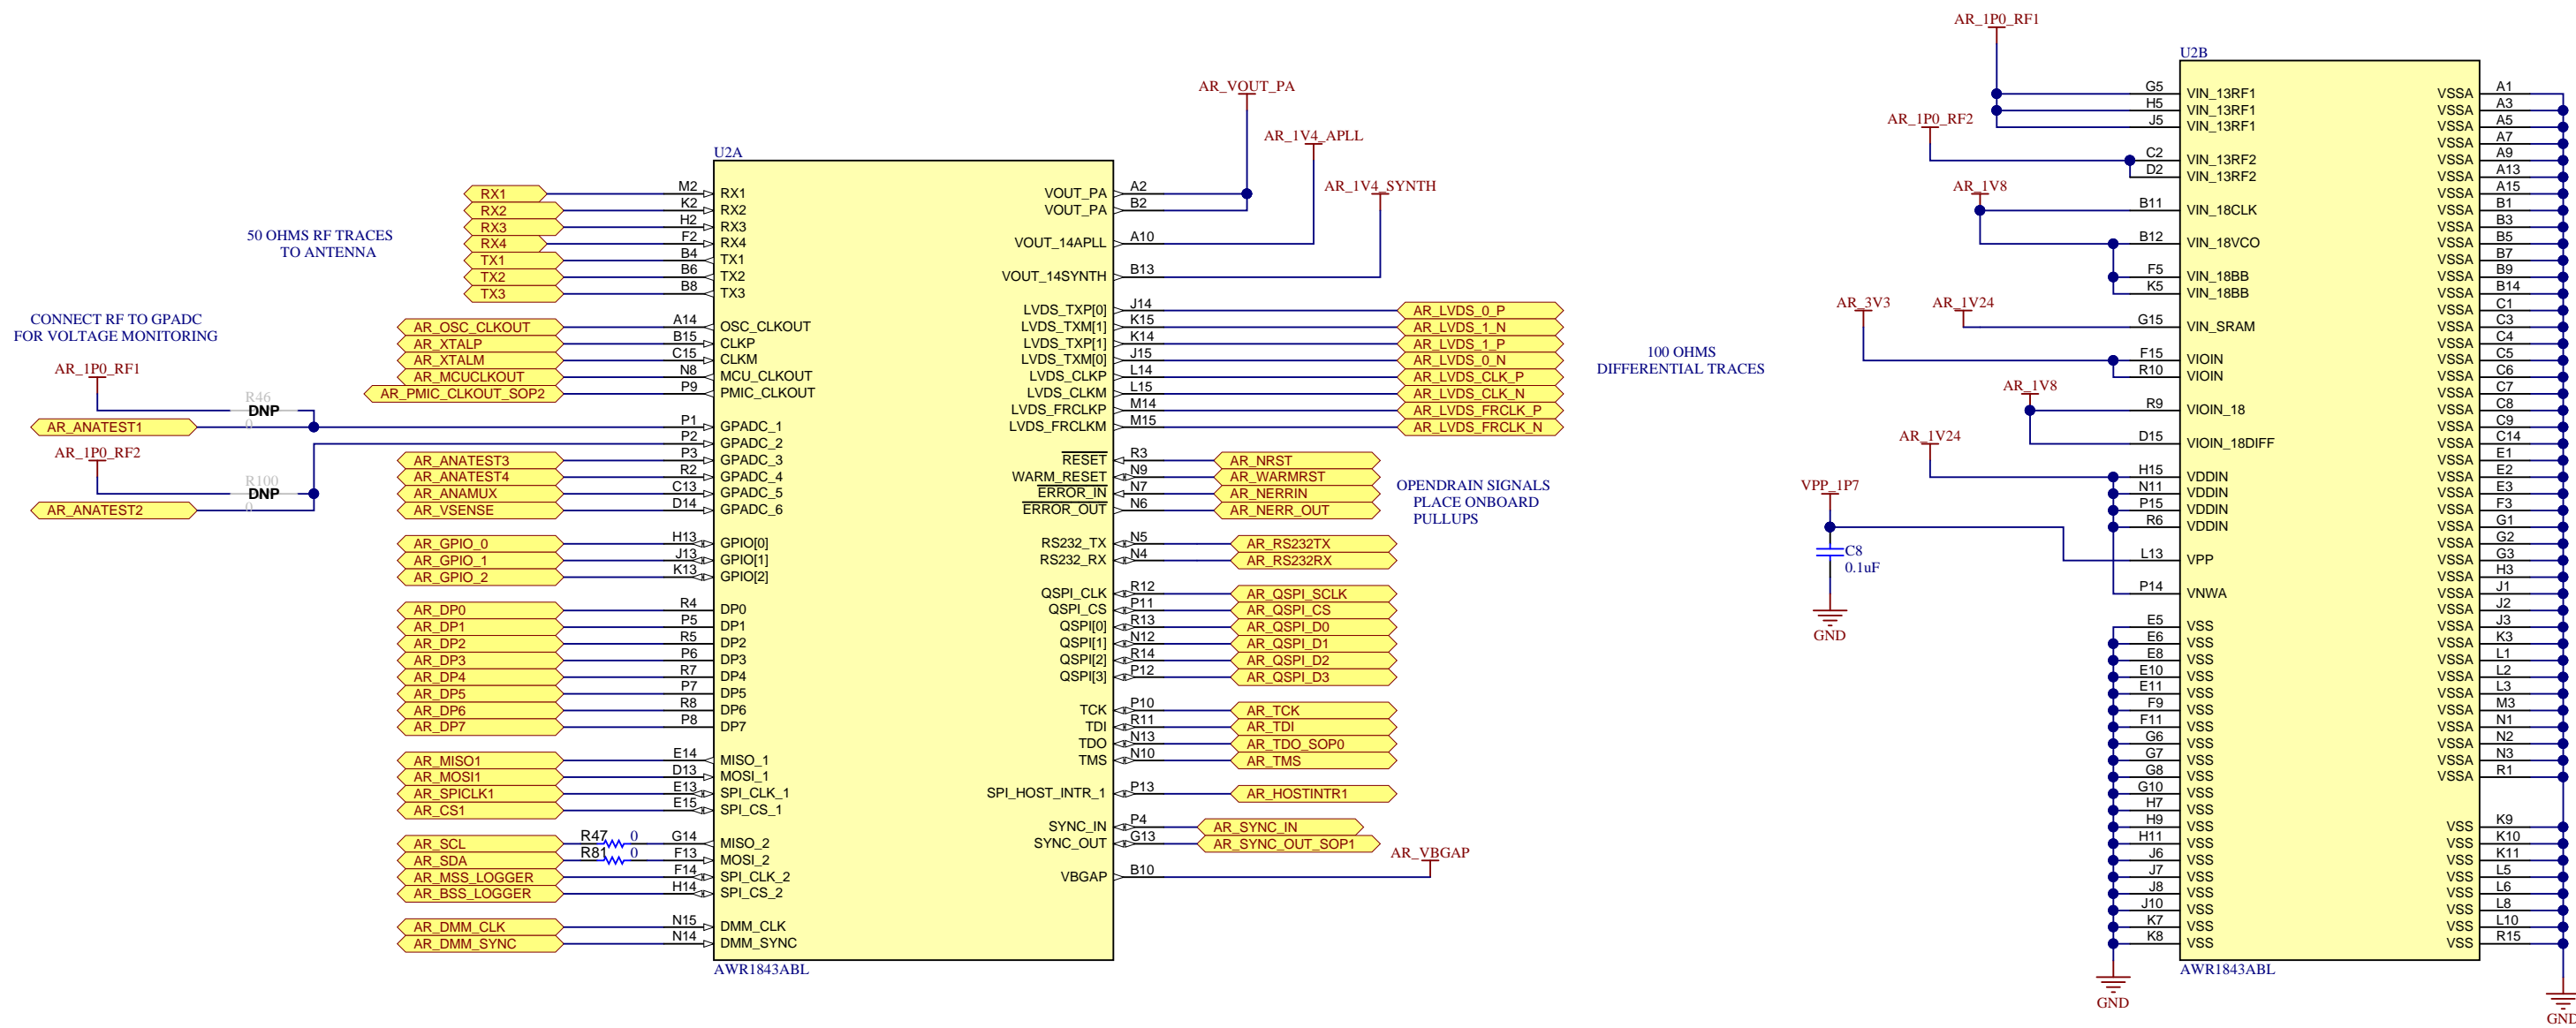 50 OHMS RF TRACES
TO ANTENNA
CONNECT RF TO GPADC
FOR VOLTAGE MONITORING
AR_1P0_RF1
R46
DNP
0
AR_ANATEST1
AR_1P0_RF2
R100
DNP
0
AR_ANATEST2
U2A
RX1 M2 RX1
RX2 K2 RX2
RX3 H2 RX3
RX4 F2 RX4
TX1 B4 TX1
TX2 B6 TX2
TX3 B8 TX3
AR_OSC_CLKOUT A14 OSC_CLKOUT
AR_XTALP B15 CLKP
AR_XTALM C15 CLKM
AR_MCUCLKOUT N8 MCU_CLKOUT
AR_PMIC_CLKOUT_SOP2 P9 PMIC_CLKOUT
P1 GPADC_1
P2 GPADC_2
AR_ANATEST3 P3 GPADC_3
AR_ANATEST4 R2 GPADC_4
AR_ANAMUX C13 GPADC_5
AR_VSENSE D14 GPADC_6
AR_GPIO_0 H13 GPIO[0]
AR_GPIO_1 J13 GPIO[1]
AR_GPIO_2 K13 GPIO[2]
AR_DP0 R4 DP0
AR_DP1 P5 DP1
AR_DP2 R5 DP2
AR_DP3 P6 DP3
AR_DP4 R7 DP4
AR_DP5 P7 DP5
AR_DP6 R8 DP6
AR_DP7 P8 DP7
AR_MISO1 E14 MISO_1
AR_MOSI1 D13 MOSI_1
AR_SPICLK1 E13 SPI_CLK_1
AR_CS1 E15 SPI_CS_1
AR_SCL R47 0 G14 MISO_2
AR_SDA R81 0 F13 MOSI_2
AR_MSS_LOGGER F14 SPI_CLK_2
AR_BSS_LOGGER H14 SPI_CS_2
AR_DMM_CLK N15 DMM_CLK
AR_DMM_SYNC N14 DMM_SYNC
AWR1843ABL
AR_VOUT_PA
AR_1V4_APLL
AR_1V4_SYNTH
VOUT_PA A2
VOUT_PA B2
VOUT_14APLL A10
VOUT_14SYNTH B13
LVDS_TXP[0] J14 AR_LVDS_0_P
LVDS_TXM[1] K15 AR_LVDS_1_N
LVDS_TXP[1] K14 AR_LVDS_1_P
LVDS_TXM[0] J15 AR_LVDS_0_N
LVDS_CLKP L14 AR_LVDS_CLK_P
LVDS_CLKM L15 AR_LVDS_CLK_N
LVDS_FRCLKP M14 AR_LVDS_FRCLK_P
LVDS_FRCLKM M15 AR_LVDS_FRCLK_N
100 OHMS
DIFFERENTIAL TRACES
RESET R3 AR_NRST
WARM_RESET N9 AR_WARMRST
ERROR_IN N7 AR_NERRIN
ERROR_OUT N6 AR_NERR_OUT
OPENDRAIN SIGNALS
PLACE ONBOARD
PULLUPS
RS232_TX N5 AR_RS232TX
RS232_RX N4 AR_RS232RX
QSPI_CLK R12 AR_QSPI_SCLK
QSPI_CS P11 AR_QSPI_CS
QSPI[0] R13 AR_QSPI_D0
QSPI[1] N12 AR_QSPI_D1
QSPI[2] R14 AR_QSPI_D2
QSPI[3] P12 AR_QSPI_D3
TCK P10 AR_TCK
TDI R11 AR_TDI
TDO N13 AR_TDO_SOP0
TMS N10 AR_TMS
SPI_HOST_INTR_1 P13 AR_HOSTINTR1
SYNC_IN P4 AR_SYNC_IN
SYNC_OUT G13 AR_SYNC_OUT_SOP1
AR_VBGAP
VBGAP B10
AR_1P0_RF1
AR_1P0_RF2
AR_1V8
AR_3V3
AR_1V24
AR_1V8
AR_1V24
VPP_1P7
C8
0.1uF
GND
U2B
G5 VIN_13RF1
H5 VIN_13RF1
J5 VIN_13RF1
C2 VIN_13RF2
D2 VIN_13RF2
B11 VIN_18CLK
B12 VIN_18VCO
F5 VIN_18BB
K5 VIN_18BB
G15 VIN_SRAM
F15 VIOIN
R10 VIOIN
R9 VIOIN_18
D15 VIOIN_18DIFF
H15 VDDIN
N11 VDDIN
P15 VDDIN
R6 VDDIN
L13 VPP
P14 VNWA
E5 VSS
E6 VSS
E8 VSS
E10 VSS
E11 VSS
F9 VSS
F11 VSS
G6 VSS
G7 VSS
G8 VSS
G10 VSS
H7 VSS
H9 VSS
H11 VSS
J6 VSS
J7 VSS
J8 VSS
J10 VSS
K7 VSS
K8 VSS
GND
VSSA A1
VSSA A3
VSSA A5
VSSA A7
VSSA A9
VSSA A13
VSSA A15
VSSA B1
VSSA B3
VSSA B5
VSSA B7
VSSA B9
VSSA B14
VSSA C1
VSSA C3
VSSA C4
VSSA C5
VSSA C6
VSSA C7
VSSA C8
VSSA C9
VSSA C14
VSSA E1
VSSA E2
VSSA E3
VSSA F3
VSSA G1
VSSA G2
VSSA G3
VSSA H3
VSSA J1
VSSA J2
VSSA J3
VSSA K3
VSSA L1
VSSA L2
VSSA L3
VSSA M3
VSSA N1
VSSA N2
VSSA N3
VSSA R1
VSS K9
VSS K10
VSS K11
VSS L5
VSS L6
VSS L8
VSS L10
VSS R15
AWR1843ABL
GND